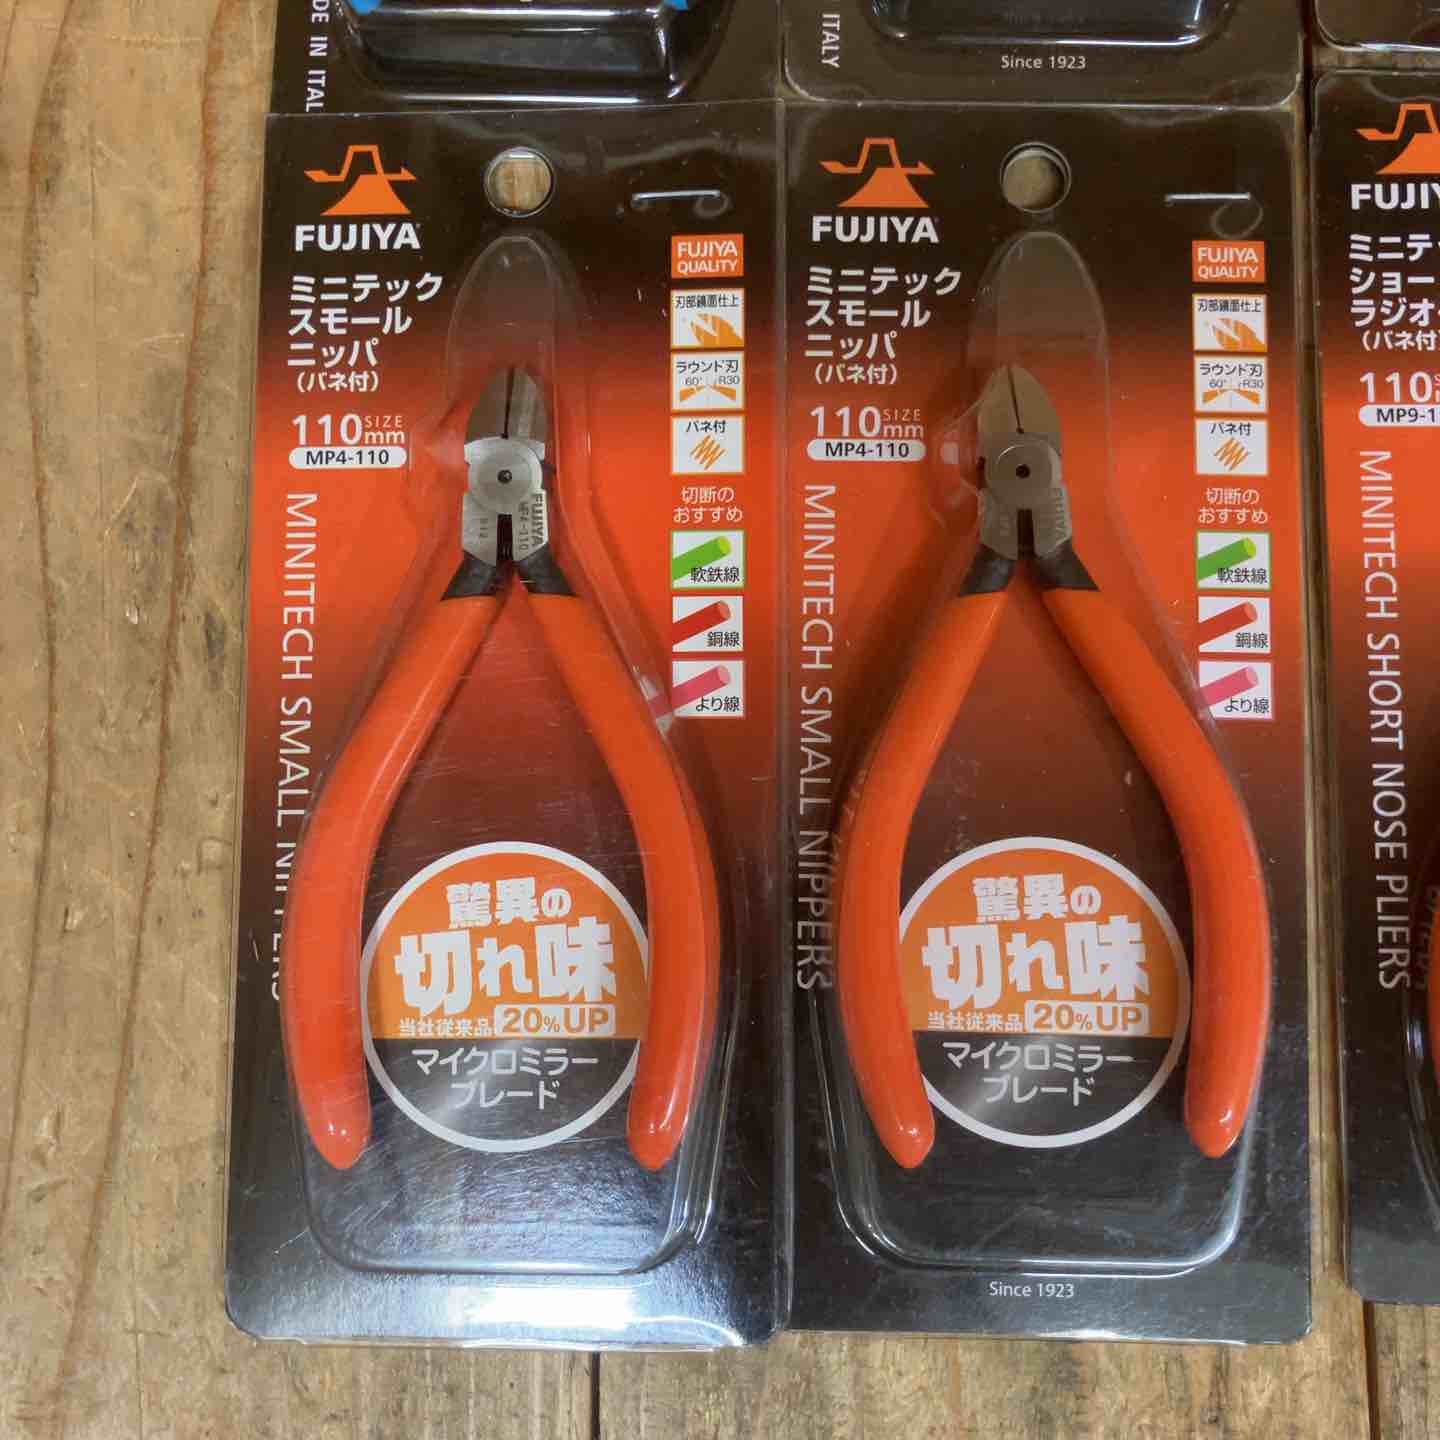 DE IN ITAL
ITALY
Since 1923
FUJIYA
ミニテック
スモール
ニッパ
（バネ付）
110mm SIZE
MP4-110
MINITECH SMALL NIPPERS
FUJIYA
QUALITY
刃部鏡面仕上
ラウンド刃
60° R30
バネ付
切断の
おすすめ
軟鉄線
銅線
より線
FUJIYA
MP4-110
驚異の
切れ味
当社従来品 20%UP
マイクロミラー
ブレード
FUJIYA
ミニテック
スモール
ニッパ
（バネ付）
110mm SIZE
MP4-110
MINITECH SMALL NIPPERS
FUJIYA
QUALITY
刃部鏡面仕上
ラウンド刃
60° R30
バネ付
切断の
おすすめ
軟鉄線
銅線
より線
FUJIYA
驚異の
切れ味
当社従来品 20%UP
マイクロミラー
ブレード
Since 1923
FUJIY
ミニテッ
ショー
ラジオ
（バネ付
110
MP9-1
MINITECH SHORT NOSE PLIERS